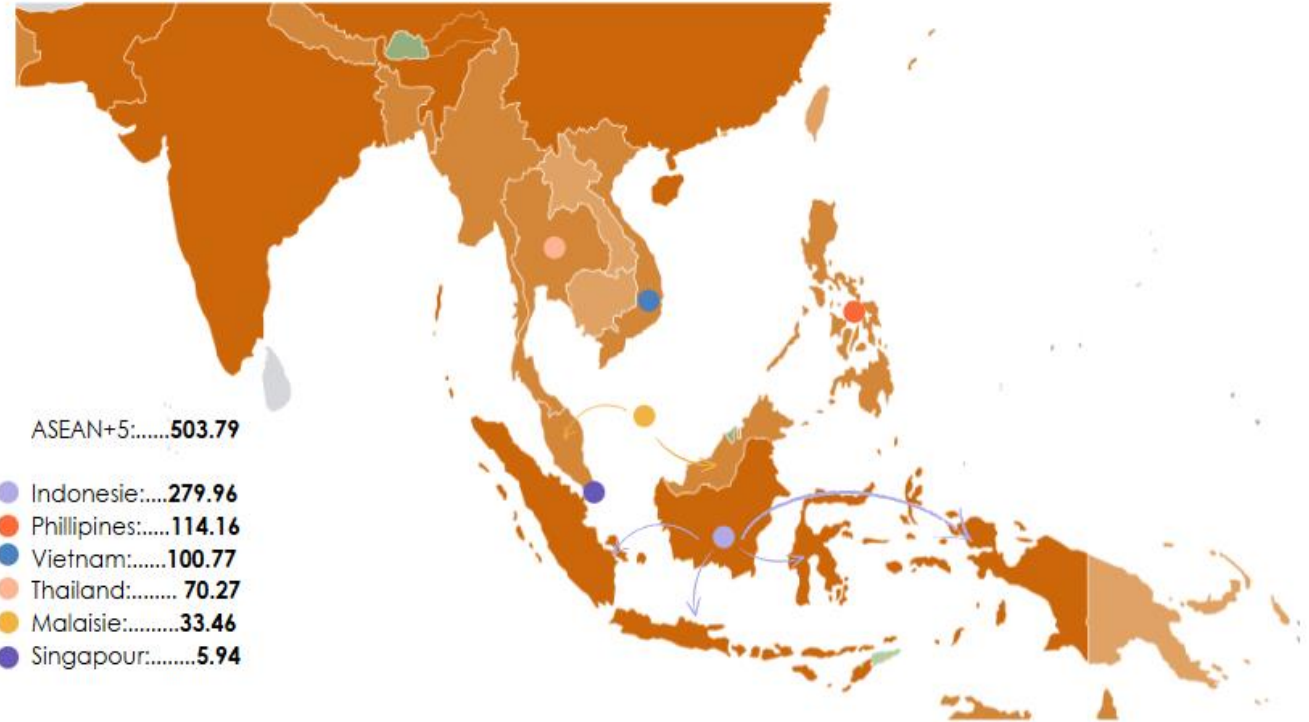 ASEAN+5:......503.79
Indonesie:....279.96
Phillipines:.....114.16
Vietnam:......100.77
Thailand:........ 70.27
Malaisie:.........33.46
Singapour:........5.94